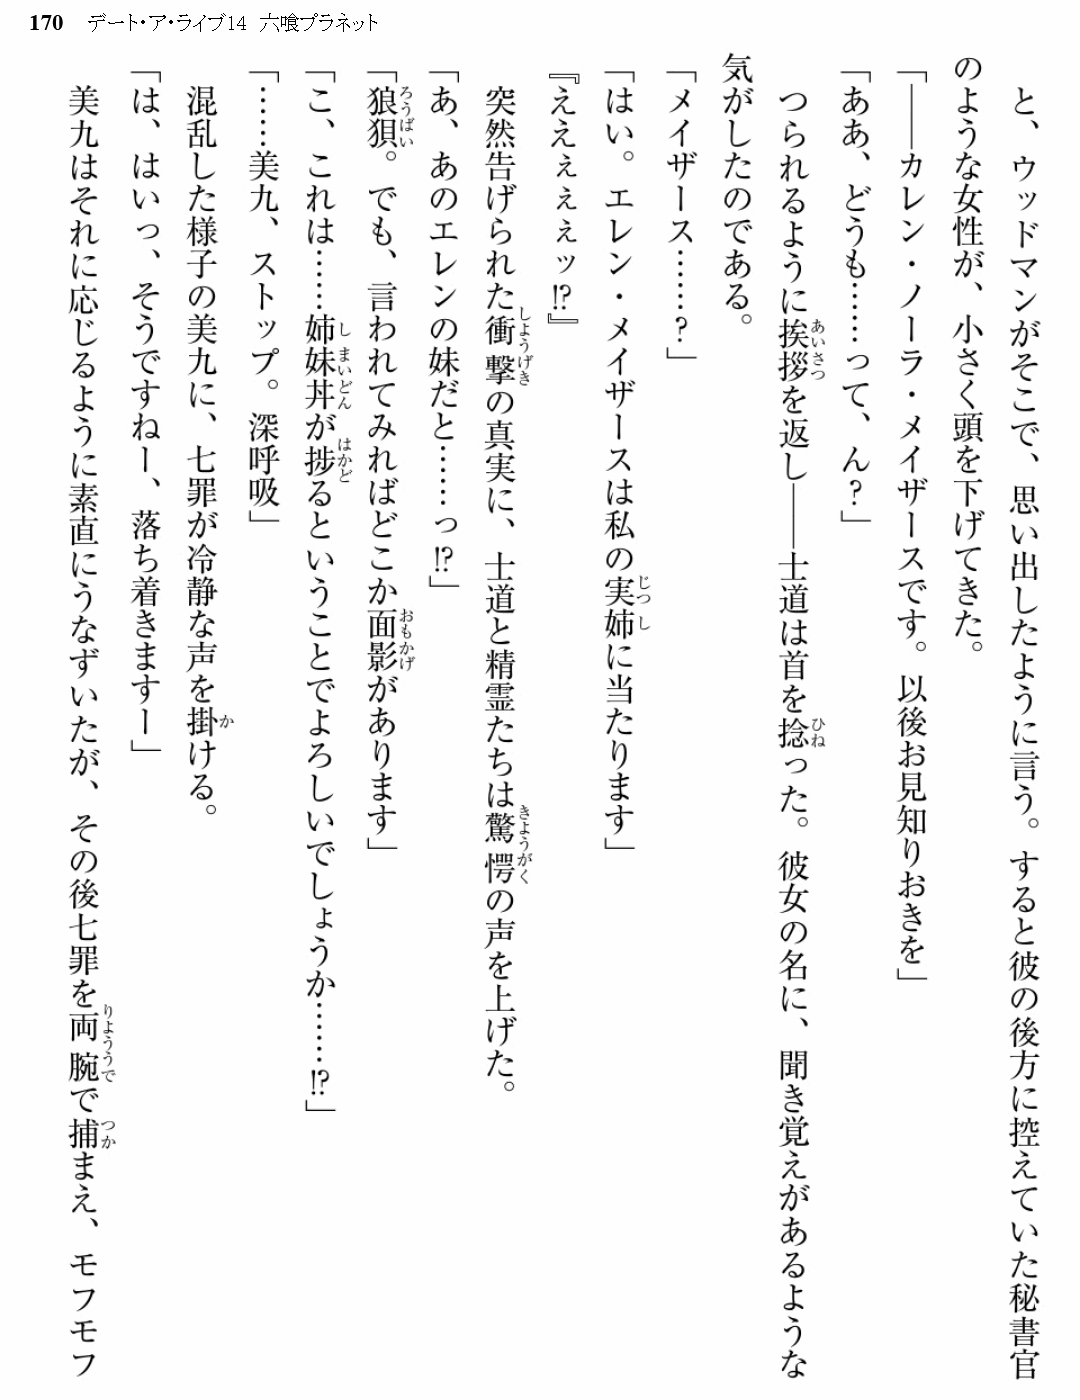 170 デート・ア・ライブ14 六喰プラネット
と、ウッドマンがそこで、思い出したように言う。すると彼の後方に控えていた秘書官
のような女性が、小さく頭を下げてきた。
「――カレン・ノーラ・メイザースです。以後お見知りおきを」
「ああ、どうも……って、ん?」
つられるように挨拶を返し――士道は首を捻った。彼女の名に、聞き覚えがあるような
気がしたのである。
「メイザース……?」
「はい。エレン・メイザースは私の実姉に当たります」
『ええぇぇぇッ!?』
突然告げられた衝撃の真実に、士道と精霊たちは驚愕の声を上げた。
「あ、あのエレンの妹だと……っ!?」
「狼狽。でも、言われてみればどこか面影があります」
「こ、これは……姉妹丼が捗るということでよろしいでしょうか……!?」
「……美九、ストップ。深呼吸」
混乱した様子の美九に、七罪が冷静な声を掛ける。
「は、はいっ、そうですねー、落ち着きますー」
美九はそれに応じるように素直にうなずいたが、その後七罪を両腕で捕まえ、モフモフ